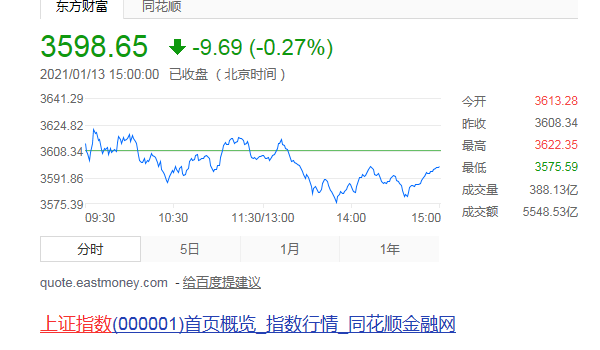 东方财富 同花顺
3598.65 -9.69 (-0.27%)
2021/01/13 15:00:00 已收盘 （北京时间）
3641.29
3624.82
3608.34
3591.86
3575.39
09:30 10:30 11:30/13:00 14:00 15:00
今开 3613.28
昨收 3608.34
最高 3622.35
最低 3575.59
成交量 388.13亿
成交额 5548.53亿
分时 5日 1月 1年
quote.eastmoney.com - 给百度提建议
上证指数(000001)首页概览_指数行情_同花顺金融网